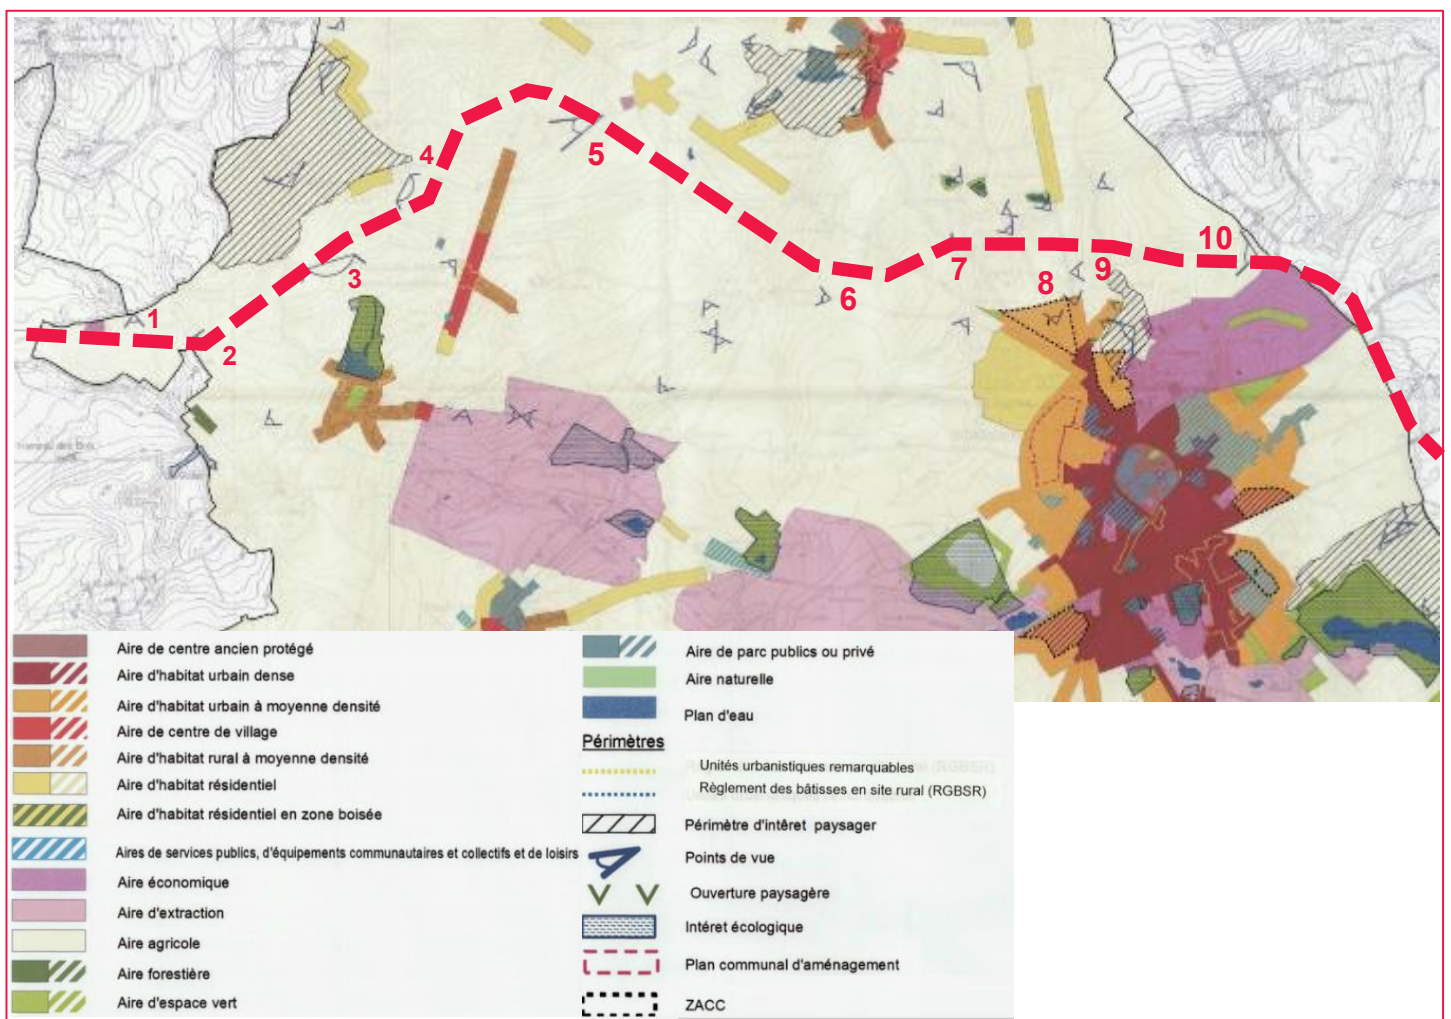 1
2
3
4
5
6
7
8
9
10
Aire de centre ancien protégé
Aire d'habitat urbain dense
Aire d'habitat urbain à moyenne densité
Aire de centre de village
Aire d'habitat rural à moyenne densité
Aire d'habitat résidentiel
Aire d'habitat résidentiel en zone boisée
Aires de services publics, d'équipements communautaires et collectifs et de loisirs
Aire économique
Aire d'extraction
Aire agricole
Aire forestière
Aire d'espace vert
Aire de parc publics ou privé
Aire naturelle
Plan d'eau
Périmètres
Unités urbanistiques remarquables
Règlement des bâtisses en site rural (RGBSR)
Périmètre d'intêret paysager
Points de vue
Ouverture paysagère
Intéret écologique
Plan communal d'aménagement
ZACC